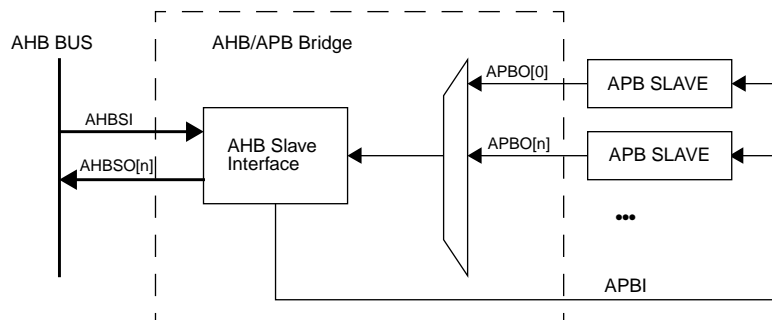 AHB BUS
AHB/APB Bridge
APBO[0]
APB SLAVE
AHBSI
AHB Slave
Interface
APBO[n]
APB SLAVE
AHBSO[n]
•••
APBI